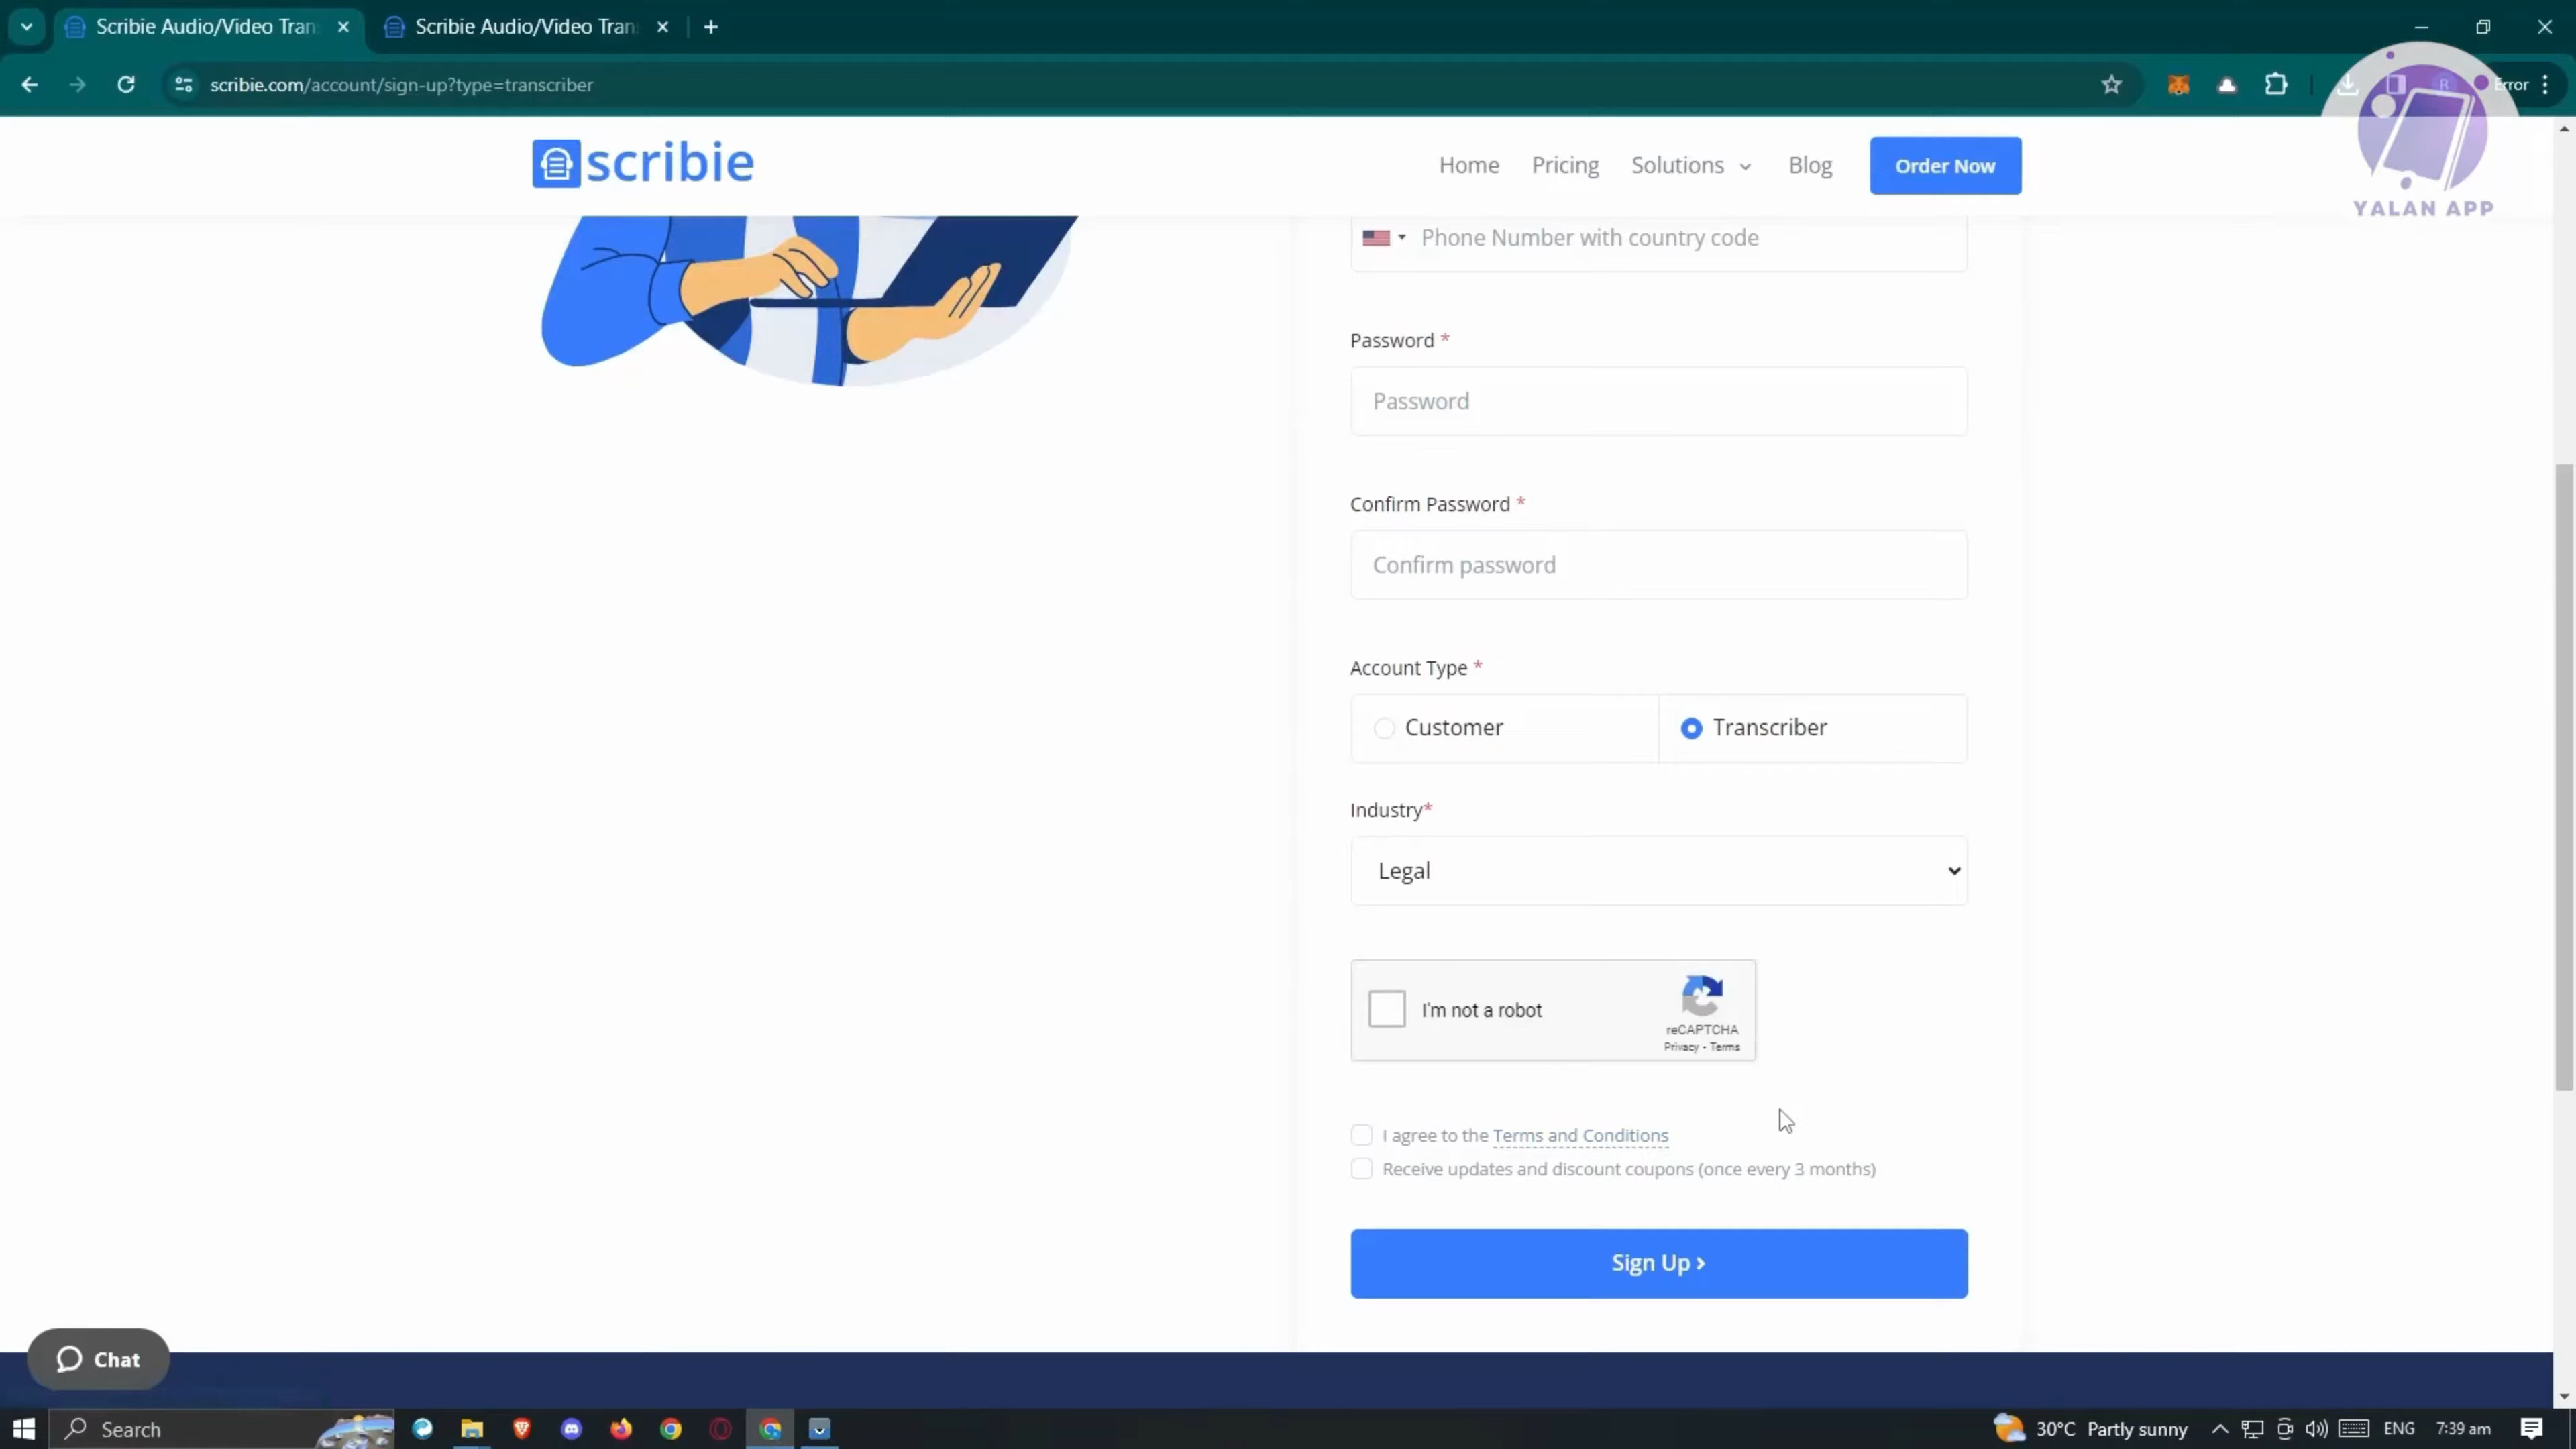 Scribie Audio/Video Tran
Scribie Audio/Video Tran
scribie.com/account/sign-up?type=transcriber
Error
scribie
Home
Pricing
Solutions
Blog
Order Now
YALAN APP
Phone Number with country code
Password *
Password
Confirm Password *
Confirm password
Account Type *
Customer
Transcriber
Industry*
Legal
I'm not a robot
reCAPTCHA
Privacy - Terms
I agree to the Terms and Conditions
Receive updates and discount coupons (once every 3 months)
Sign Up ›
Chat
Search
30°C Partly sunny
ENG
7:39 am